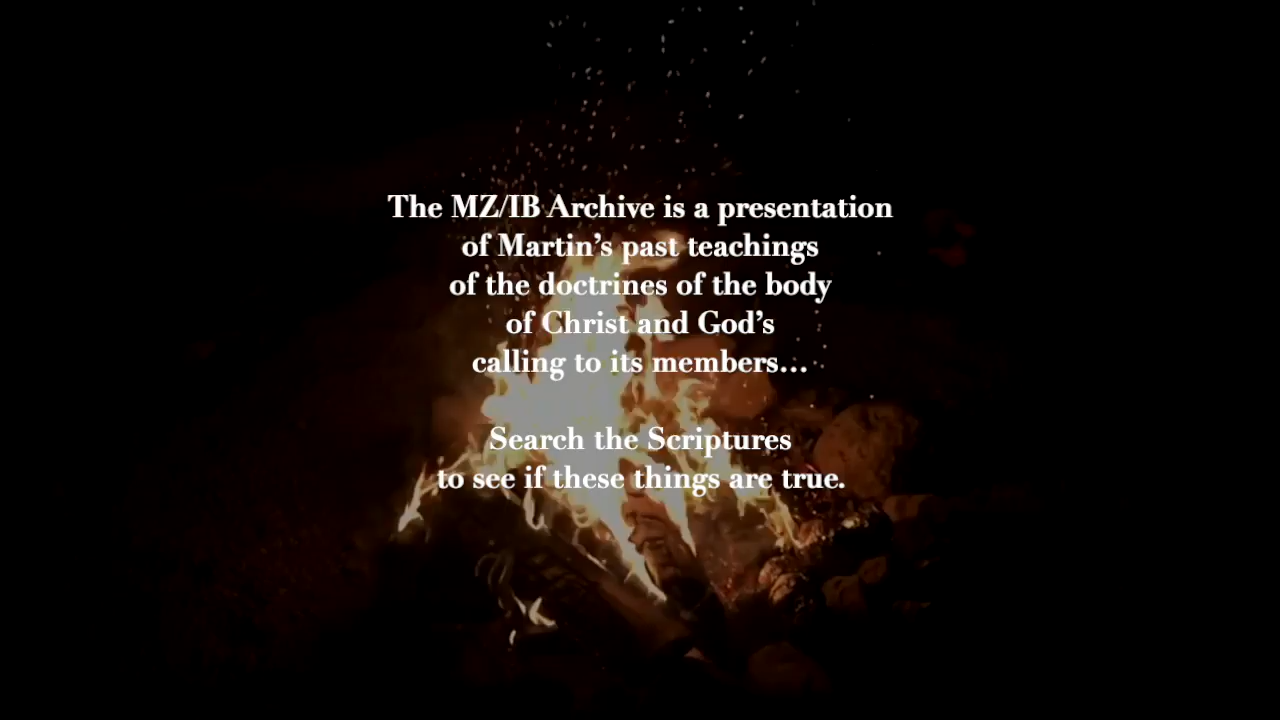 The MZ/IB Archive is a presentation
of Martin’s past teachings
of the doctrines of the body
of Christ and God’s
calling to its members...
Search the Scriptures
to see if these things are true.